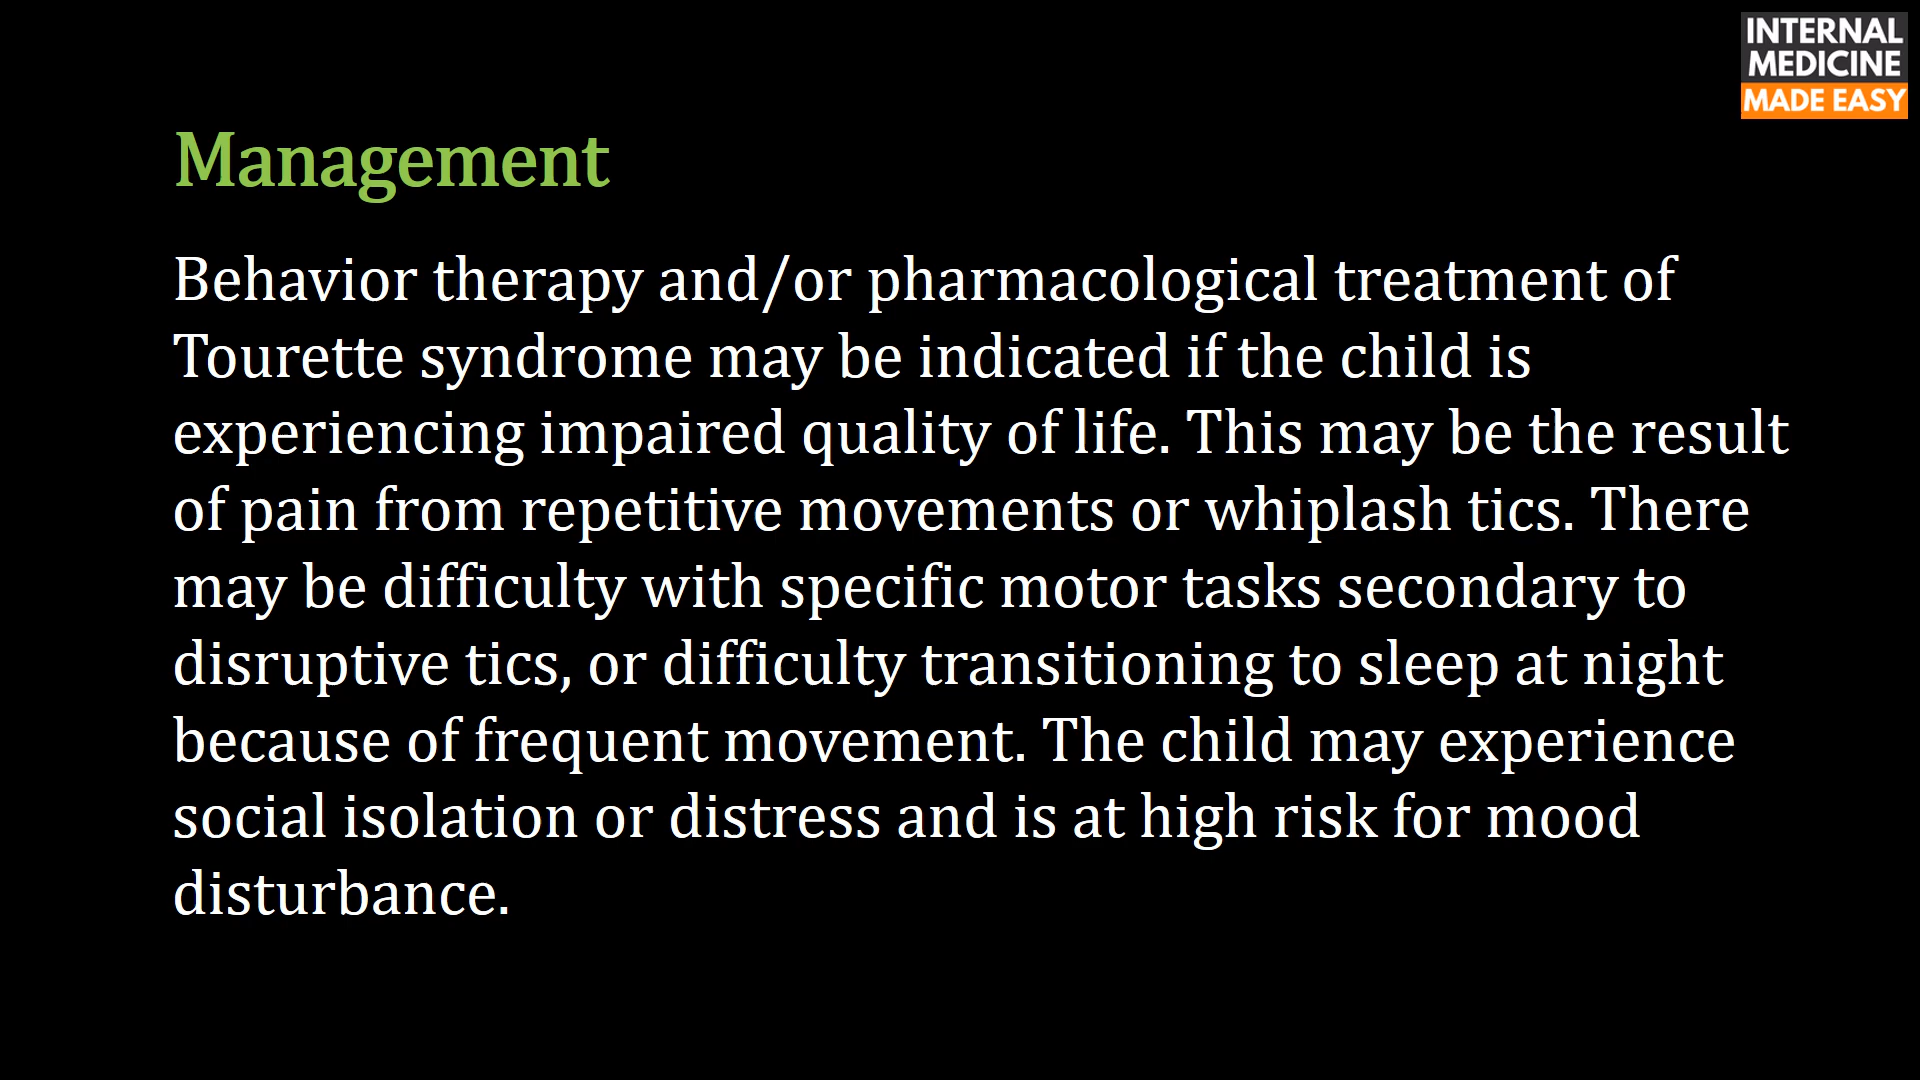 INTERNAL
MEDICINE
MADE EASY
Management
Behavior therapy and/or pharmacological treatment of
Tourette syndrome may be indicated if the child is
experiencing impaired quality of life. This may be the result
of pain from repetitive movements or whiplash tics. There
may be difficulty with specific motor tasks secondary to
disruptive tics, or difficulty transitioning to sleep at night
because of frequent movement. The child may experience
social isolation or distress and is at high risk for mood
disturbance.